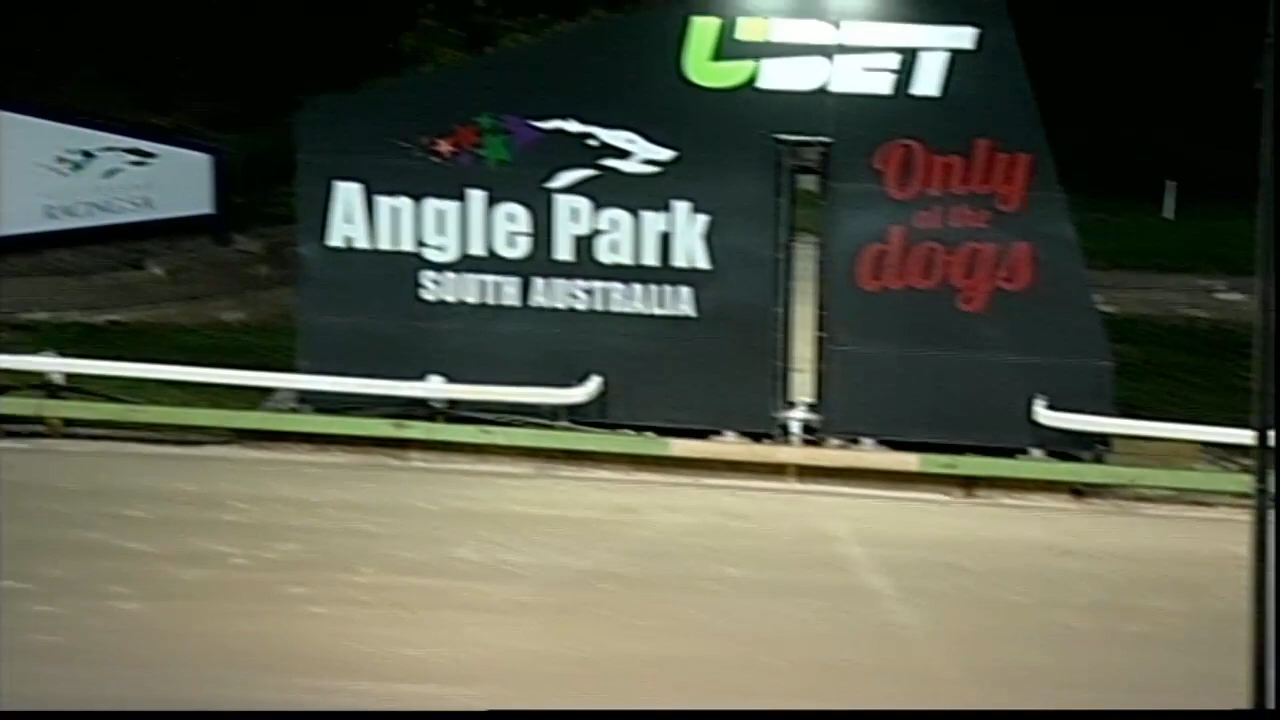 UBET
Angle Park
SOUTH AUSTRALIA
Only
at the
dogs